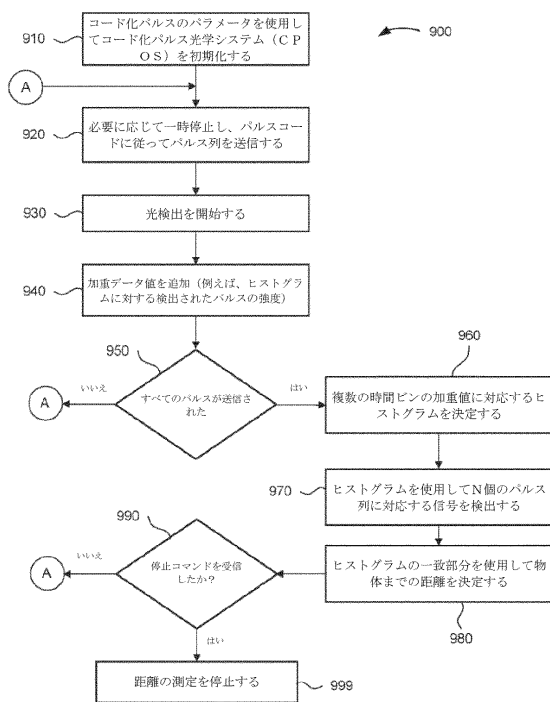 900
910
コード化パルスのパラメータを使用し
てコード化パルス光学システム(CP
OS)を初期化する
A
920
必要に応じて一時停止し、パルスコー
ドに従ってパルス列を送信する
930
光検出を開始する
940
加重データ値を追加(例えば、ヒストグラ
ムに対する検出されたパルスの強度)
950
すべてのパルスが送信さ
れた
いいえ
A
はい
960
複数の時間ビンの加重値に対応するヒ
ストグラムを決定する
970
ヒストグラムを使用してN個のパルス
列に対応する信号を検出する
980
ヒストグラムの一致部分を使用して物
体までの距離を決定する
990
停止コマンドを受信
したか?
いいえ
A
はい
距離の測定を停止する
999